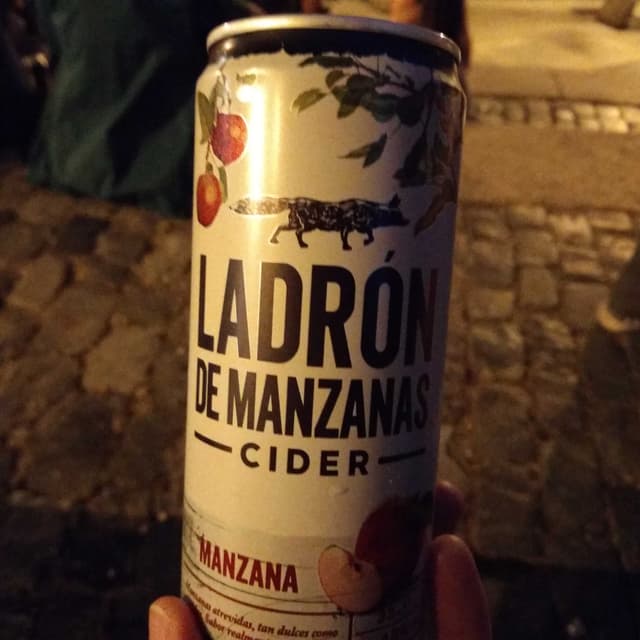 LADRÓN
DE MANZANAS
CIDER
MANZANA
atrevidas, tan dulces como